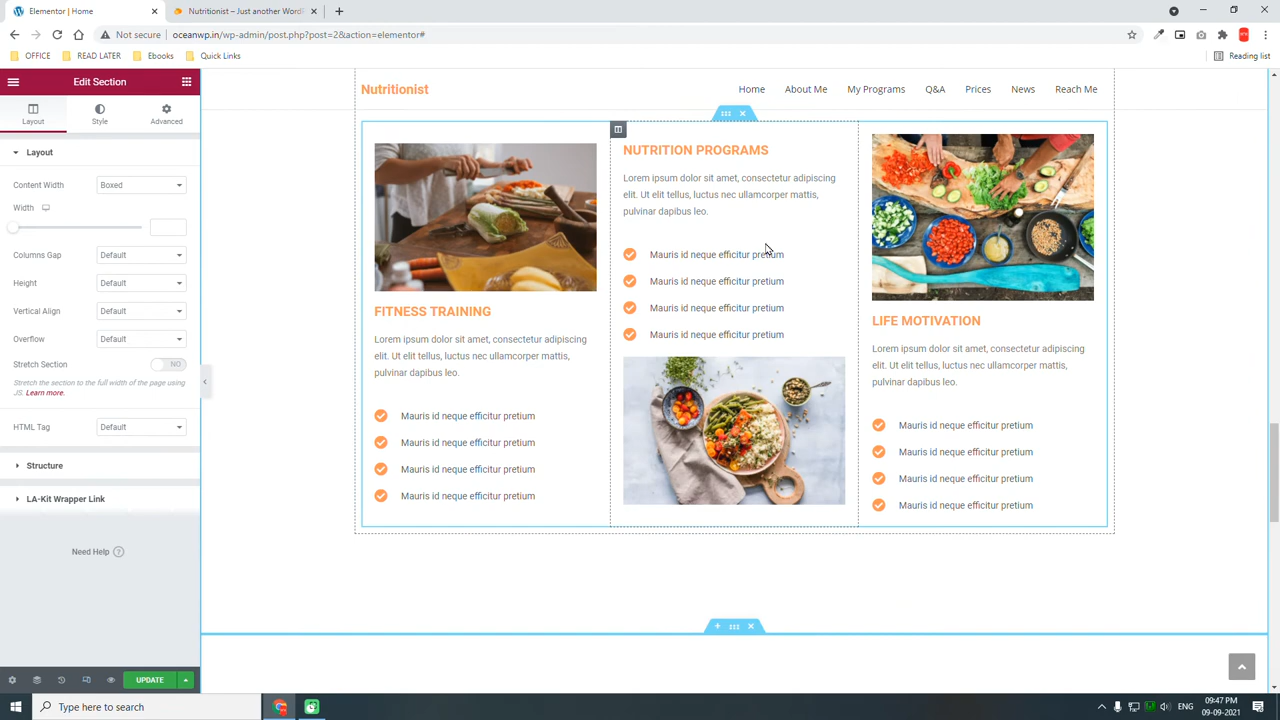 Elementor | Home
Nutritionist – Just another Word
Not secure
oceanwp.in/wp-admin/post.php?post=2&action=elementor#
OFFICE
READ LATER
Ebooks
Quick Links
Reading list
Edit Section
Layout
Style
Advanced
Layout
Content Width
Boxed
Width
Columns Gap
Default
Height
Default
Vertical Align
Default
Overflow
Default
Stretch Section
NO
Stretch the section to the full width of the page using
JS. Learn more.
HTML Tag
Default
Structure
LA-Kit Wrapper Link
Need Help
?
UPDATE
Nutritionist
Home
About Me
My Programs
Q&A
Prices
News
Reach Me
FITNESS TRAINING
Lorem ipsum dolor sit amet, consectetur adipiscing
elit. Ut elit tellus, luctus nec ullamcorper mattis,
pulvinar dapibus leo.
Mauris id neque efficitur pretium
Mauris id neque efficitur pretium
Mauris id neque efficitur pretium
Mauris id neque efficitur pretium
NUTRITION PROGRAMS
Lorem ipsum dolor sit amet, consectetur adipiscing
elit. Ut elit tellus, luctus nec ullamcorper mattis,
pulvinar dapibus leo.
Mauris id neque efficitur pretium
Mauris id neque efficitur pretium
Mauris id neque efficitur pretium
Mauris id neque efficitur pretium
LIFE MOTIVATION
Lorem ipsum dolor sit amet, consectetur adipiscing
elit. Ut elit tellus, luctus nec ullamcorper mattis,
pulvinar dapibus leo.
Mauris id neque efficitur pretium
Mauris id neque efficitur pretium
Mauris id neque efficitur pretium
Mauris id neque efficitur pretium
Type here to search
ENG
09:47 PM
09-09-2021